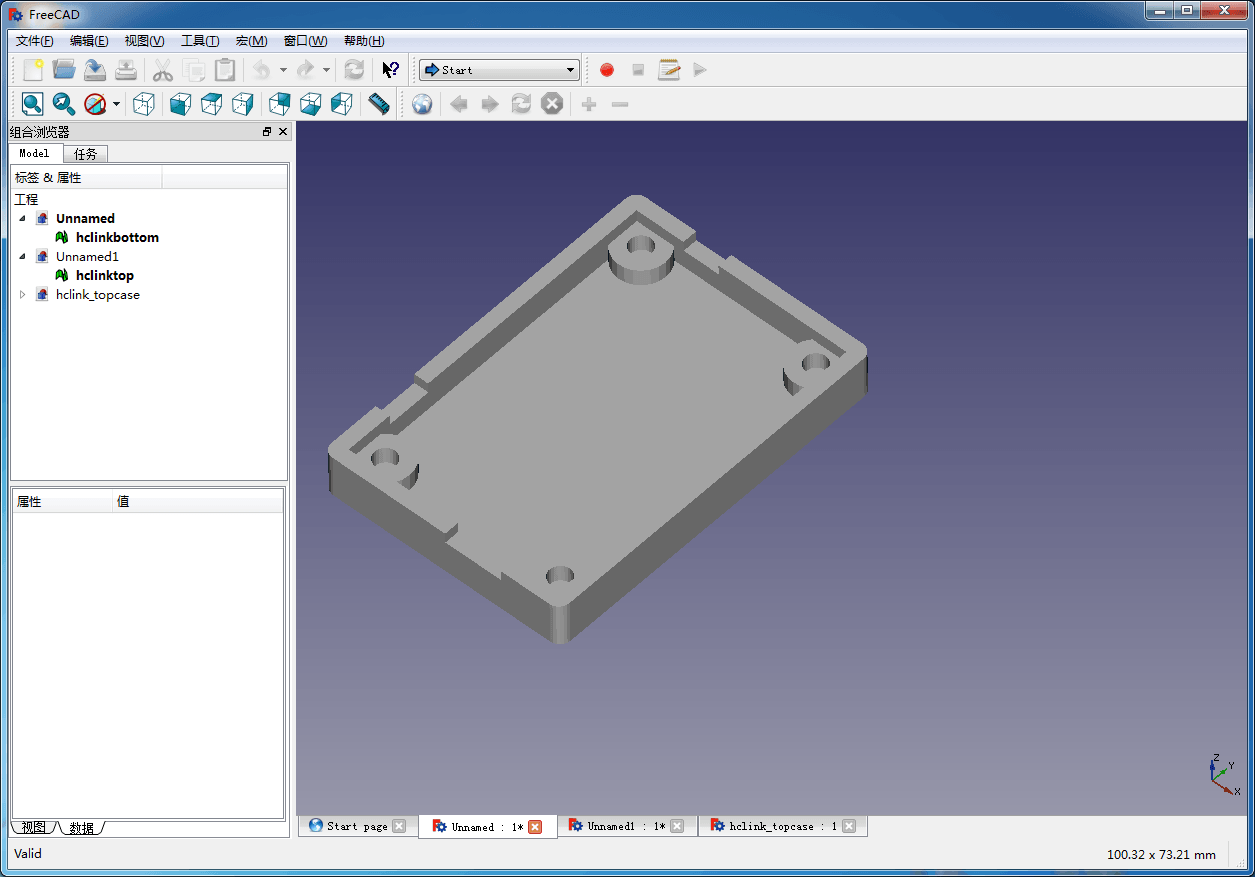 FreeCAD
文件(F) 编辑(E) 视图(V) 工具(T) 宏(M) 窗口(W) 帮助(H)
Start
组合浏览器
Model 任务
标签 & 属性
工程
Unnamed
hclinkbottom
Unnamed1
hclinktop
hclink_topcase
属性 值
Z
Y
X
视图 数据
Start page Unnamed : 1* Unnamed1 : 1* hclink_topcase : 1
Valid 100.32 x 73.21 mm